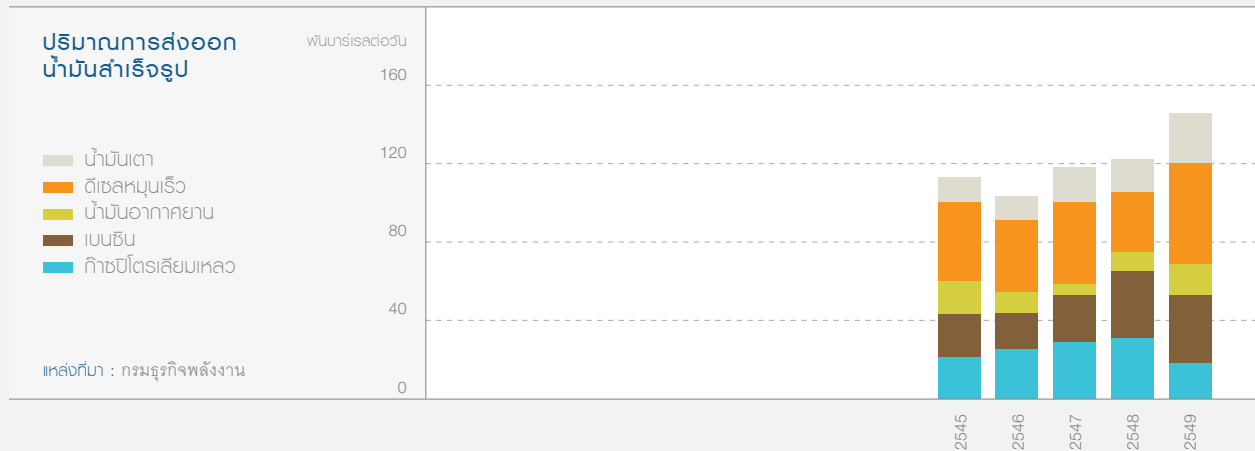 ปริมาณการส่งออก
น้ำมันสำเร็จรูป
พันบาร์เรลต่อวัน
160
120
80
40
0
น้ำมันเตา
ดีเซลหมุนเร็ว
น้ำมันอากาศยาน
เบนซิน
ก๊าซปิโตรเลียมเหลว
แหล่งที่มา : กรมธุรกิจพลังงาน
2545
2546
2547
2548
2549